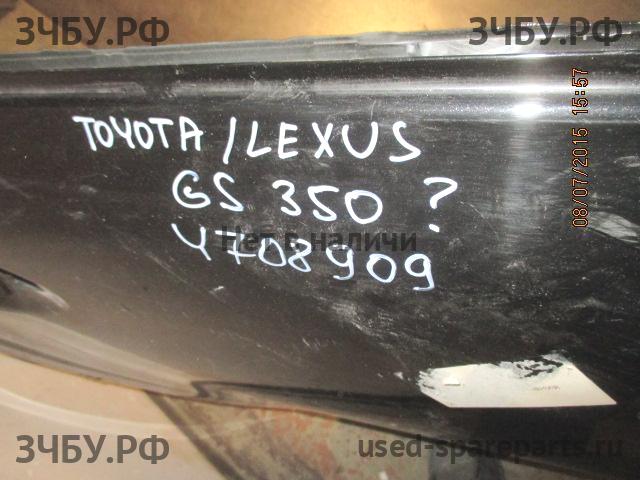 ЗЧБУ.РФ ЗЧБУ.РФ
08/07/2015 15:57
TOYOTA / LEXUS
GS 350 ?
Нет в наличи
4708909
ЗЧБУ.РФ used-spareparts.ru